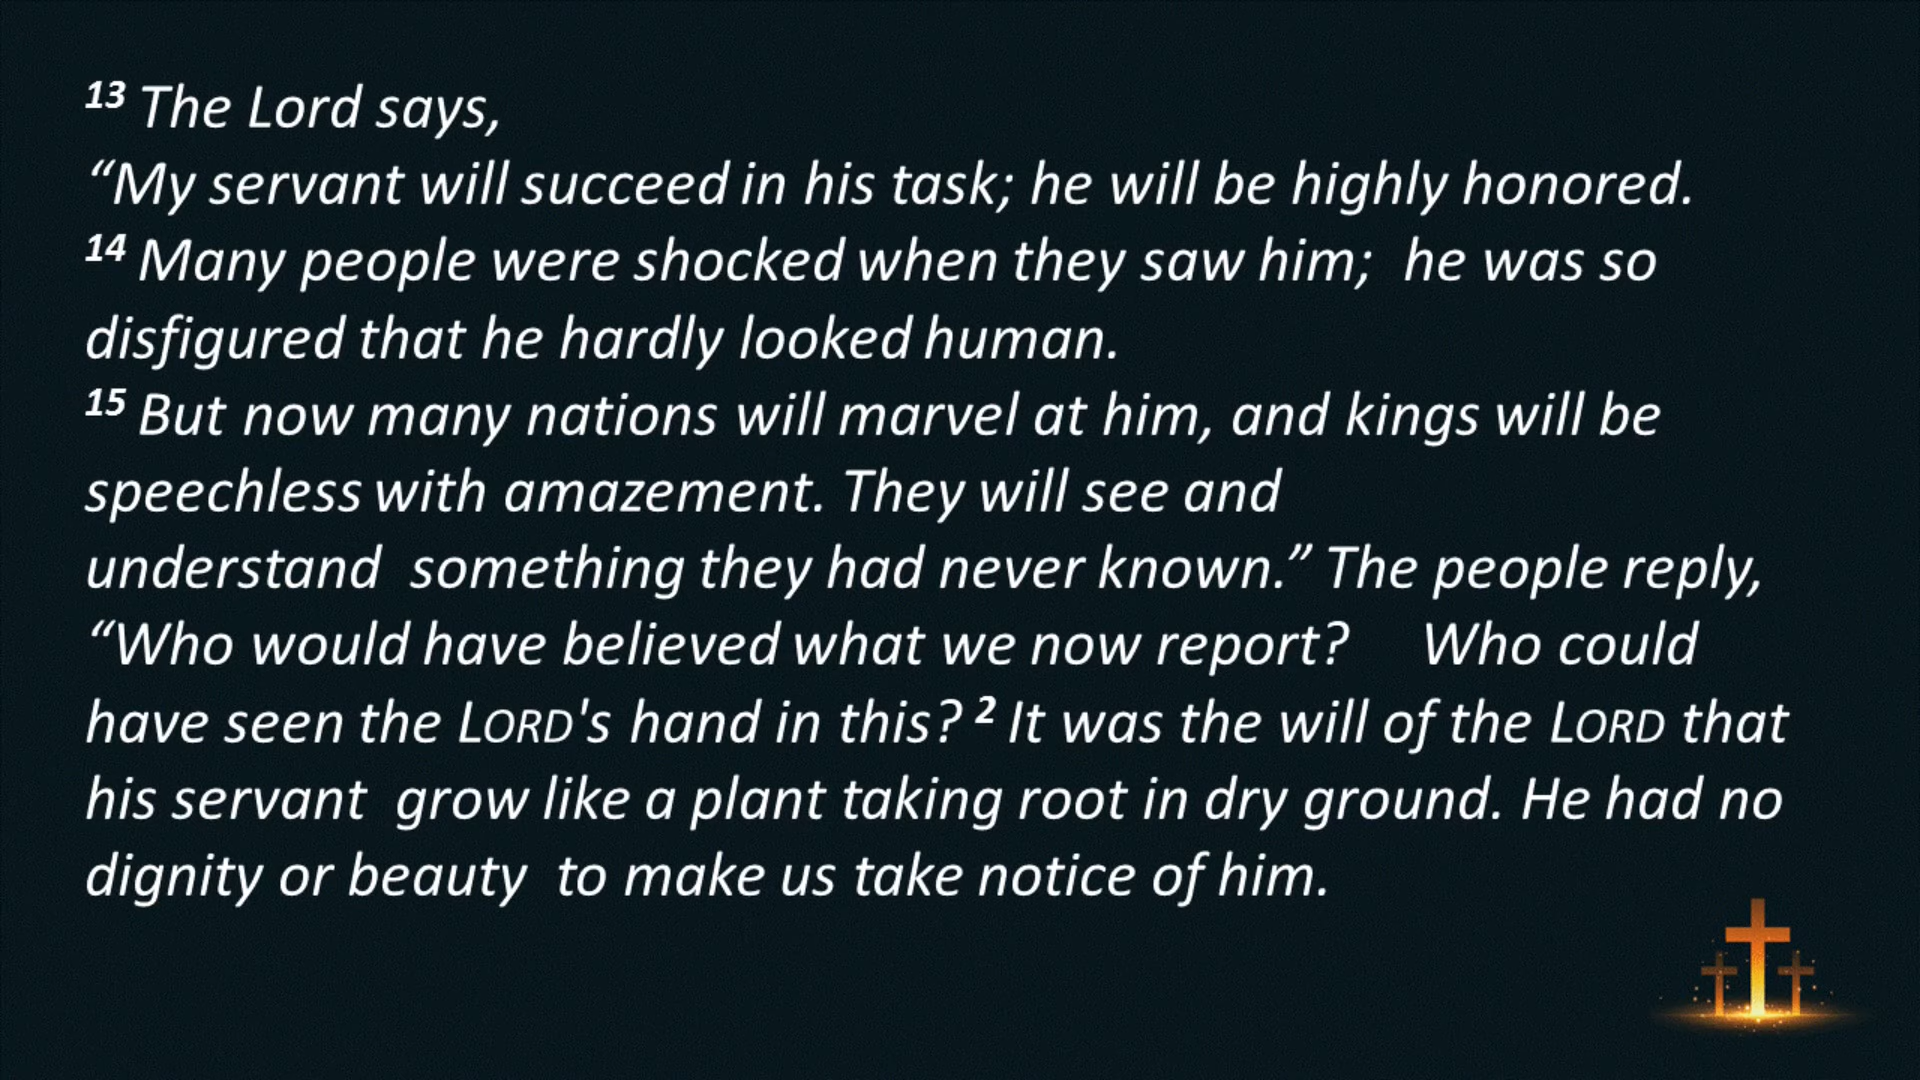 13 The Lord says,
“My servant will succeed in his task; he will be highly honored.
14 Many people were shocked when they saw him;  he was so
disfigured that he hardly looked human.
15 But now many nations will marvel at him, and kings will be
speechless with amazement. They will see and
understand  something they had never known.” The people reply,
“Who would have believed what we now report?     Who could
have seen the LORD's hand in this? 2 It was the will of the LORD that
his servant  grow like a plant taking root in dry ground. He had no
dignity or beauty  to make us take notice of him.